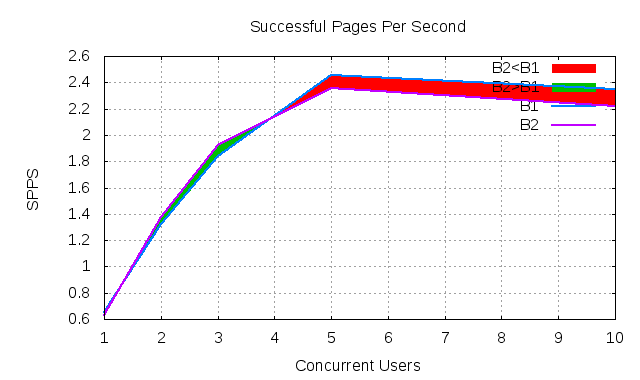 Successful Pages Per Second
2.6
2.4
2.2
2
1.8
1.6
1.4
1.2
1
0.8
0.6
SPPS
B2<B1
B2>B1
B1
B2
1 2 3 4 5 6 7 8 9 10
Concurrent Users